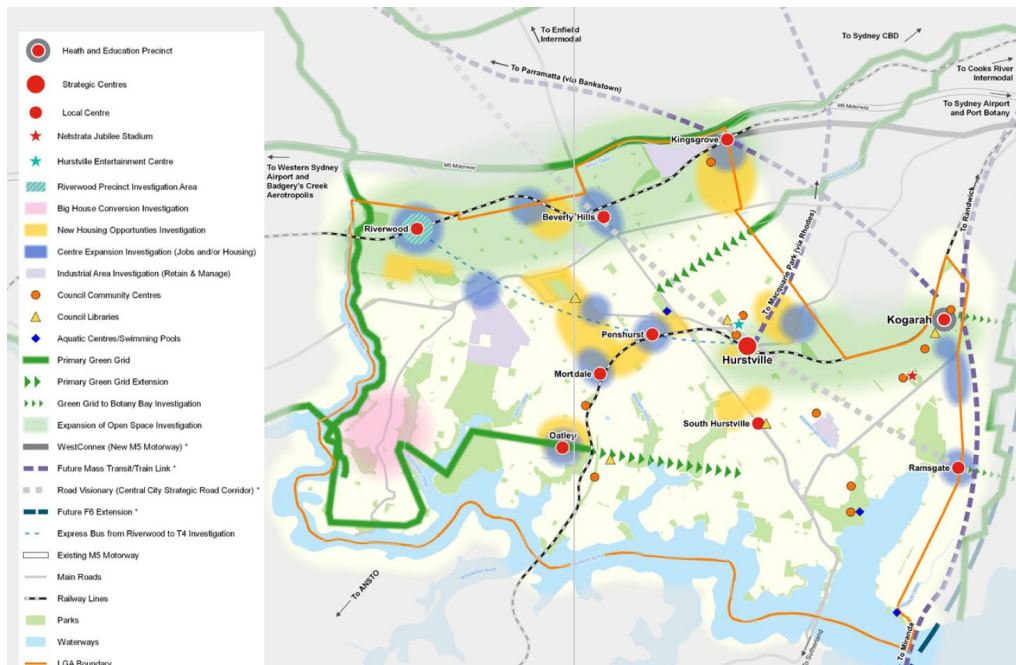 Heath and Education Precinct
Strategic Centres
Local Centre
Netstrata Jubilee Stadium
Hurstville Entertainment Centre
Riverwood Precinct Investigation Area
Big House Conversion Investigation
New Housing Opportunties Investigation
Centre Expansion Investigation (Jobs and/or Housing)
Industrial Area Investigation (Retain & Manage)
Council Community Centres
Council Libraries
Aquatic Centres/Swimming Pools
Primary Green Grid
Primary Green Grid Extension
Green Grid to Botany Bay Investigation
Expansion of Open Space Investigation
WestConnex (New M5 Motorway) *
Future Mass Transit/Train Link *
Road Visionary (Central City Strategic Road Corridor) *
Future F6 Extension *
Express Bus from Riverwood to T4 Investigation
Existing M5 Motorway
Main Roads
Railway Lines
Parks
Waterways
LGA Boundary
To Enfield
Intermodal
To Sydney CBD
To Parramatta (via Bankstown)
To Cooks River
Intermodal
M5 Motorway
To Sydney Airport
and Port Botany
Kingsgrove
M5 Motorway
To Western Sydney
Airport and
Badgery's Creek
Aerotropolis
Riverwood
Beverly Hills
To Macquarie Park (via Rhodes)
To Randwick
Kogarah
Penshurst
Hurstville
Mortdale
South Hurstville
Oatley
Ramsgate
To ANSTO
To Sutherland
To Miranda